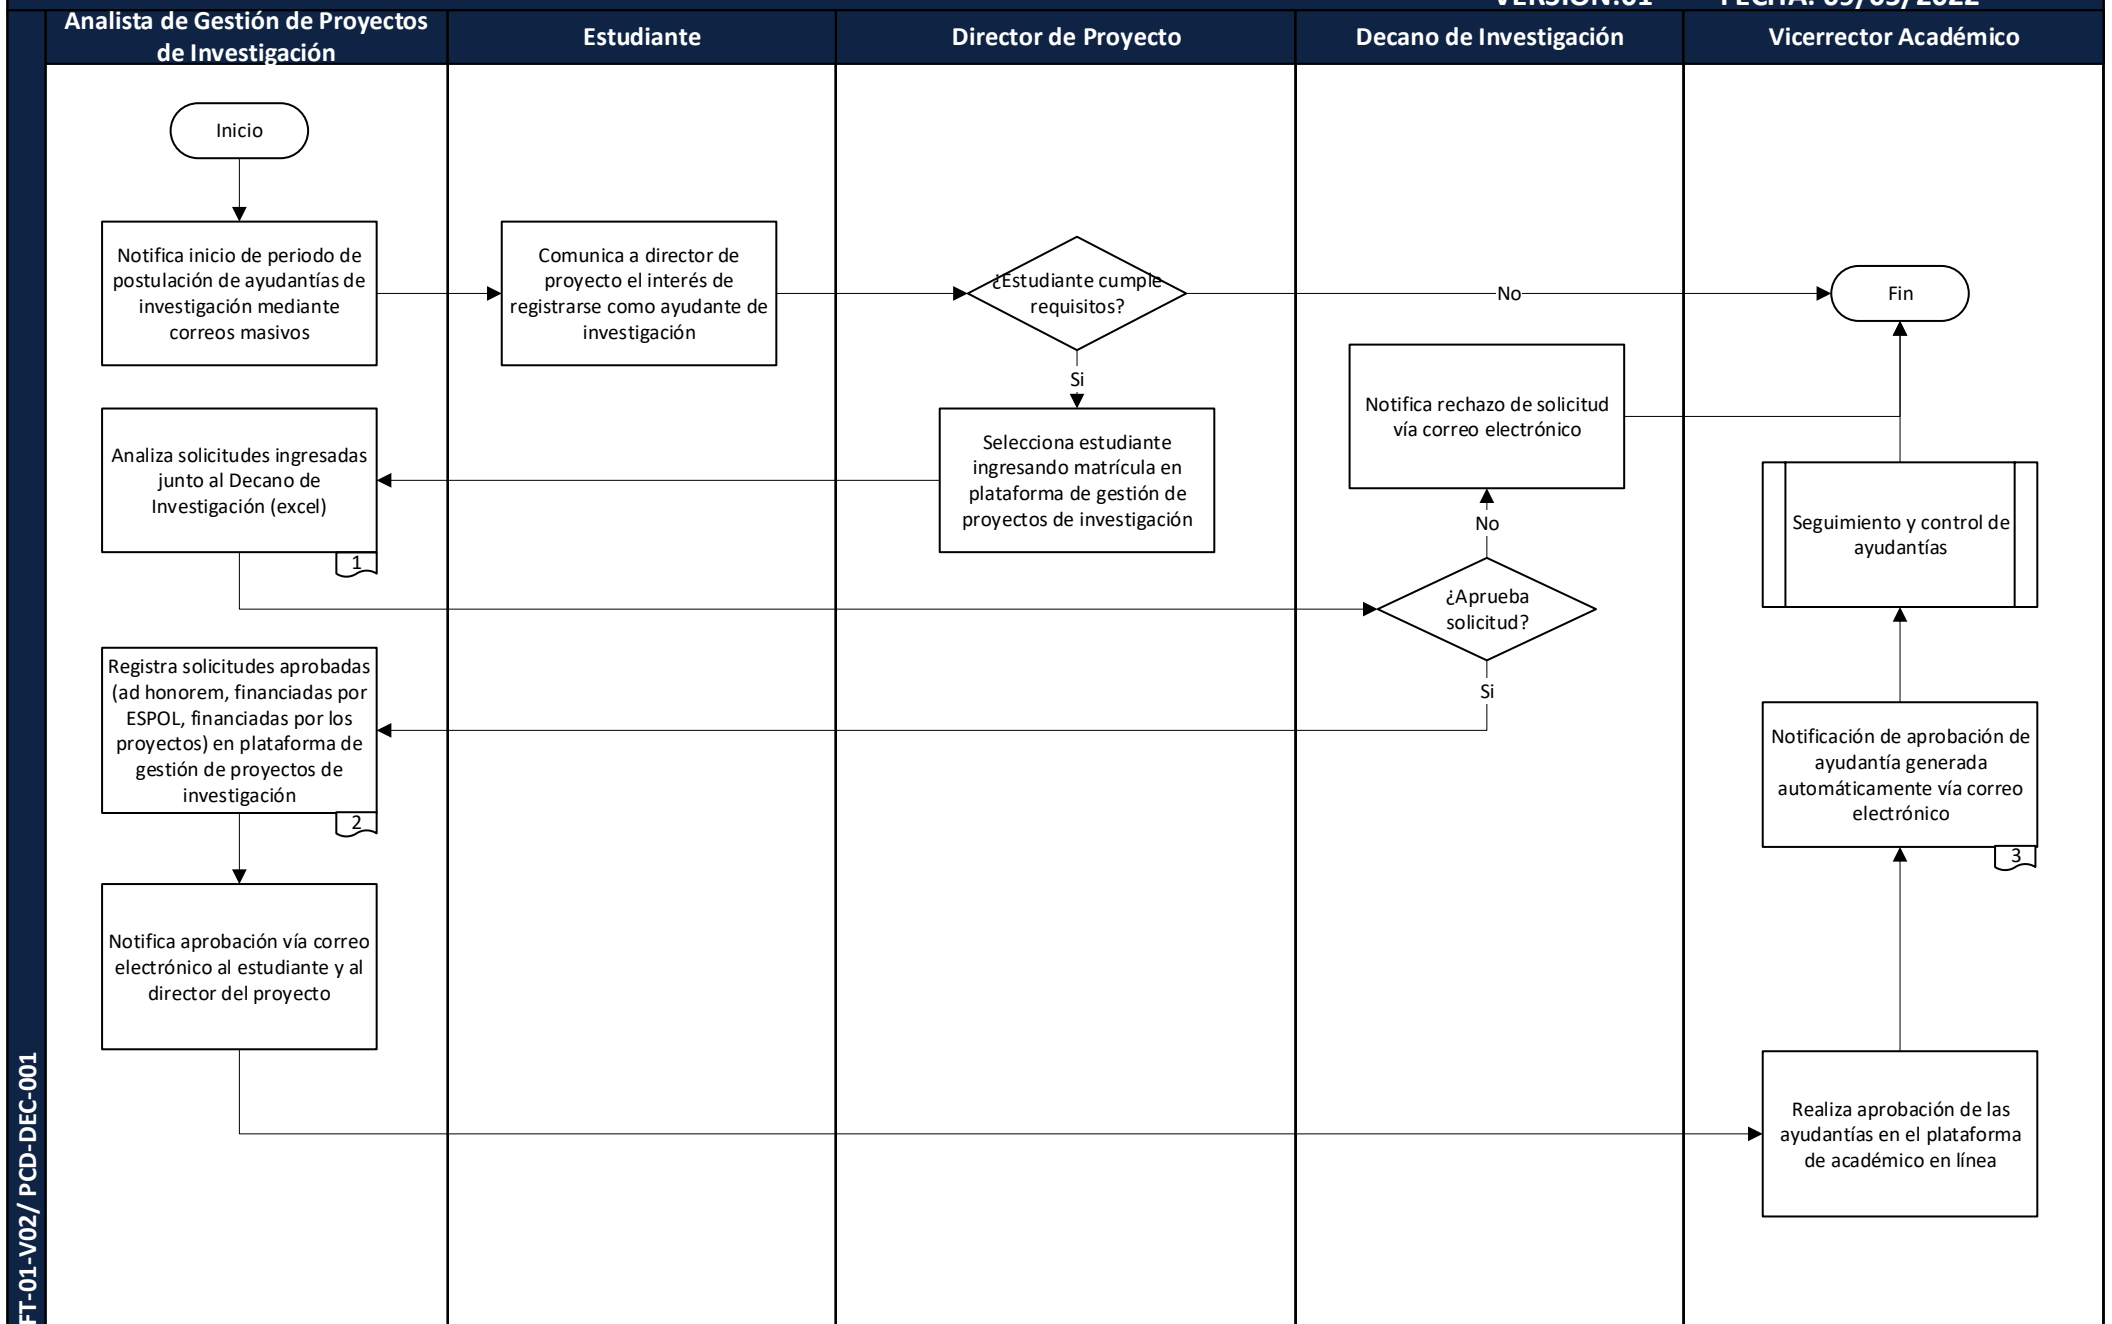 VERSIÓN:01 FECHA: 09/05/2022
Analista de Gestión de Proyectos
de Investigación
Estudiante
Director de Proyecto
Decano de Investigación
Vicerrector Académico
Inicio
Notifica inicio de periodo de
postulación de ayudantías de
investigación mediante
correos masivos
Comunica a director de
proyecto el interés de
registrarse como ayudante de
investigación
¿Estudiante cumple
requisitos?
No
Fin
Si
Notifica rechazo de solicitud
vía correo electrónico
Analiza solicitudes ingresadas
junto al Decano de
Investigación (excel)
1
Selecciona estudiante
ingresando matrícula en
plataforma de gestión de
proyectos de investigación
No
Seguimiento y control de
ayudantías
¿Aprueba
solicitud?
Si
Registra solicitudes aprobadas
(ad honorem, financiadas por
ESPOL, financiadas por los
proyectos) en plataforma de
gestión de proyectos de
investigación
2
Notificación de aprobación de
ayudantía generada
automáticamente vía correo
electrónico
3
Notifica aprobación vía correo
electrónico al estudiante y al
director del proyecto
Realiza aprobación de las
ayudantías en el plataforma
de académico en línea
FT-01-V02/ PCD-DEC-001